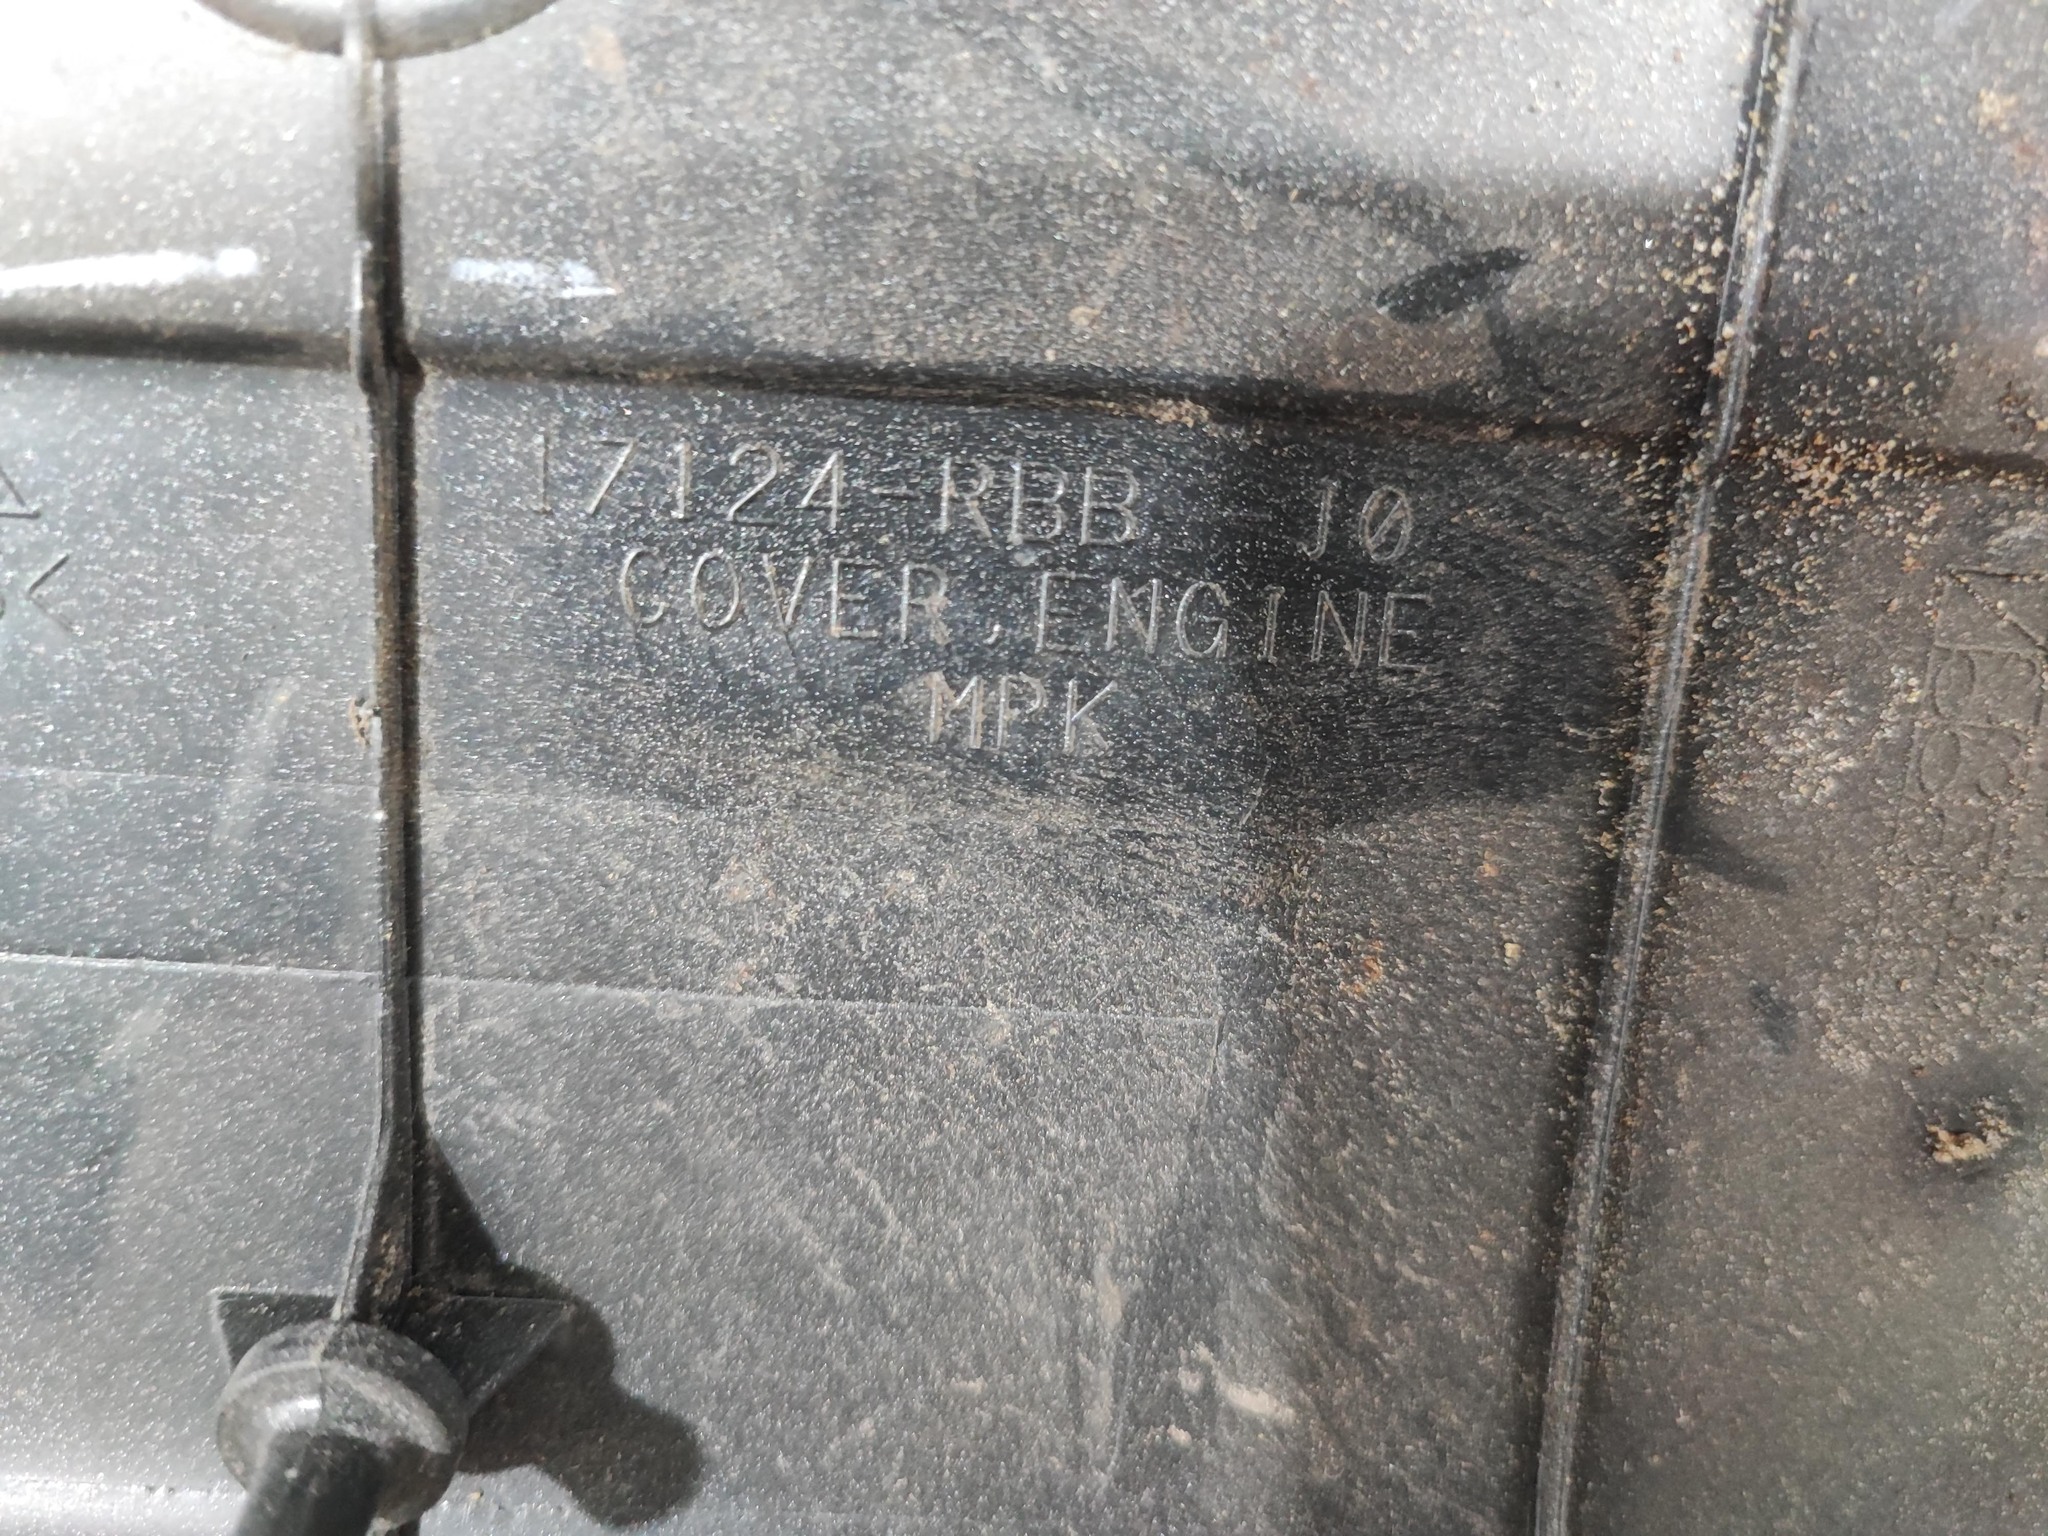 17124-RBB -J0
COVER,ENGINE
MPK